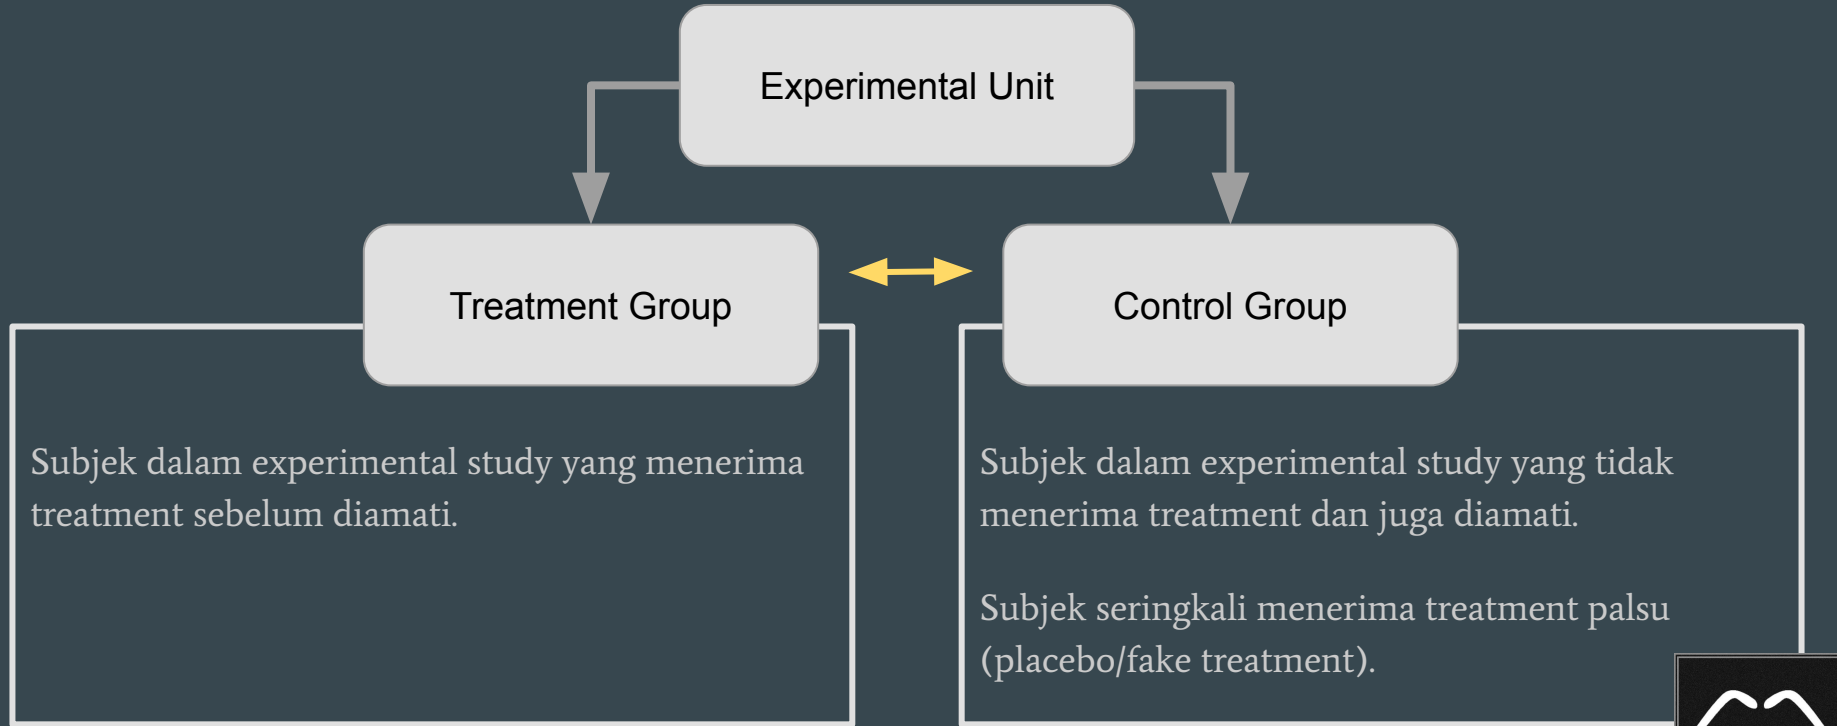 Experimental Unit
Treatment Group
Control Group
Subjek dalam experimental study yang menerima
treatment sebelum diamati.
Subjek dalam experimental study yang tidak
menerima treatment dan juga diamati.
Subjek seringkali menerima treatment palsu
(placebo/fake treatment).